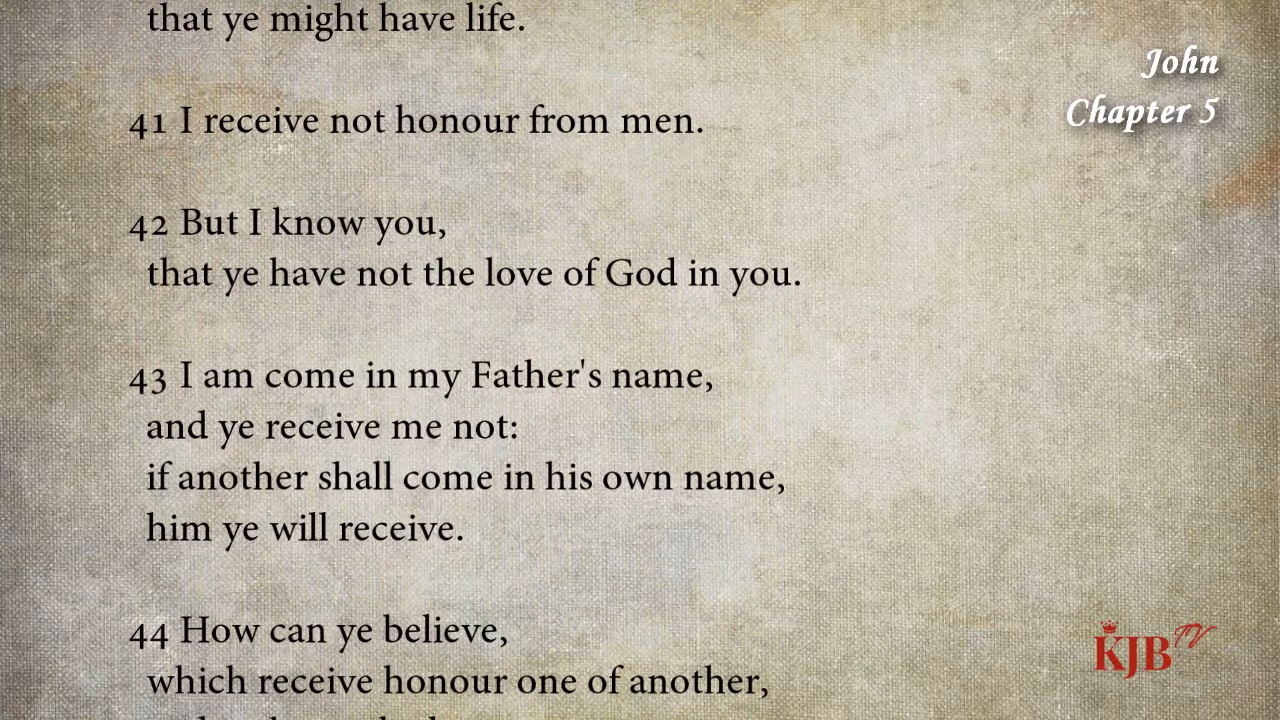 that ye might have life.
John
Chapter 5
41 I receive not honour from men.
42 But I know you,
that ye have not the love of God in you.
43 I am come in my Father's name,
and ye receive me not:
if another shall come in his own name,
him ye will receive.
44 How can ye believe,
which receive honour one of another,
KJB TV